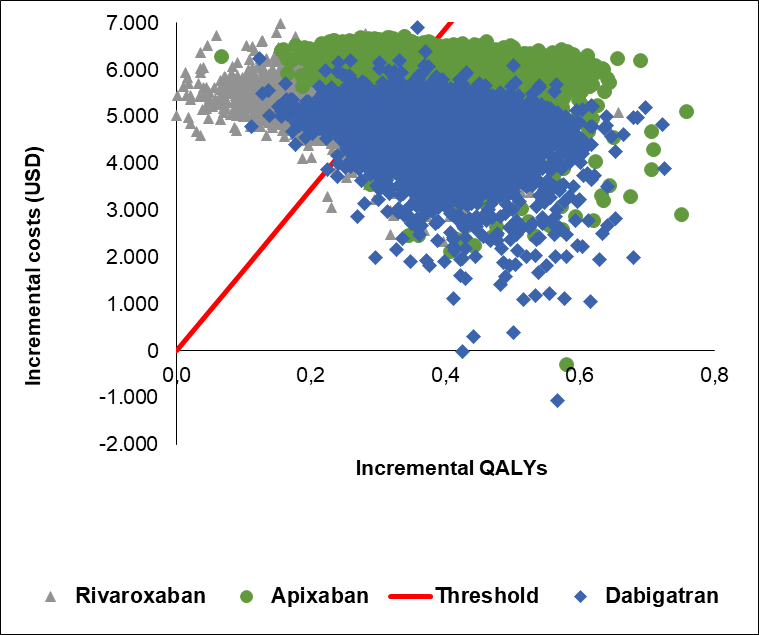 7.000
6.000
5.000
4.000
3.000
2.000
1.000
0
-1.000
-2.000
Incremental costs (USD)
0,0 0,2 0,4 0,6 0,8
Incremental QALYs
Rivaroxaban Apixaban Threshold Dabigatran